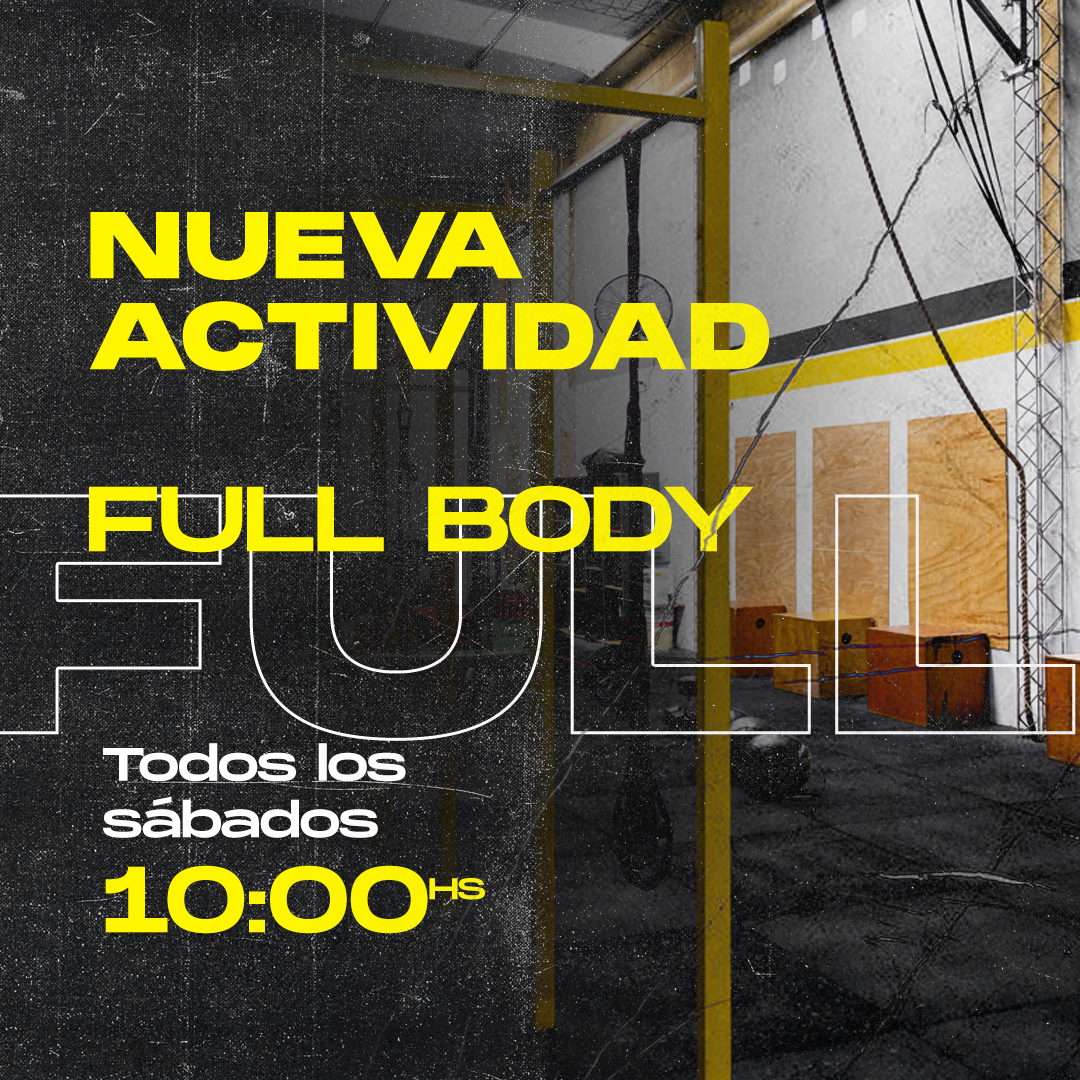 NUEVA
ACTIVIDAD
FULL BODY
FULL
Todos los
sábados
10:00HS